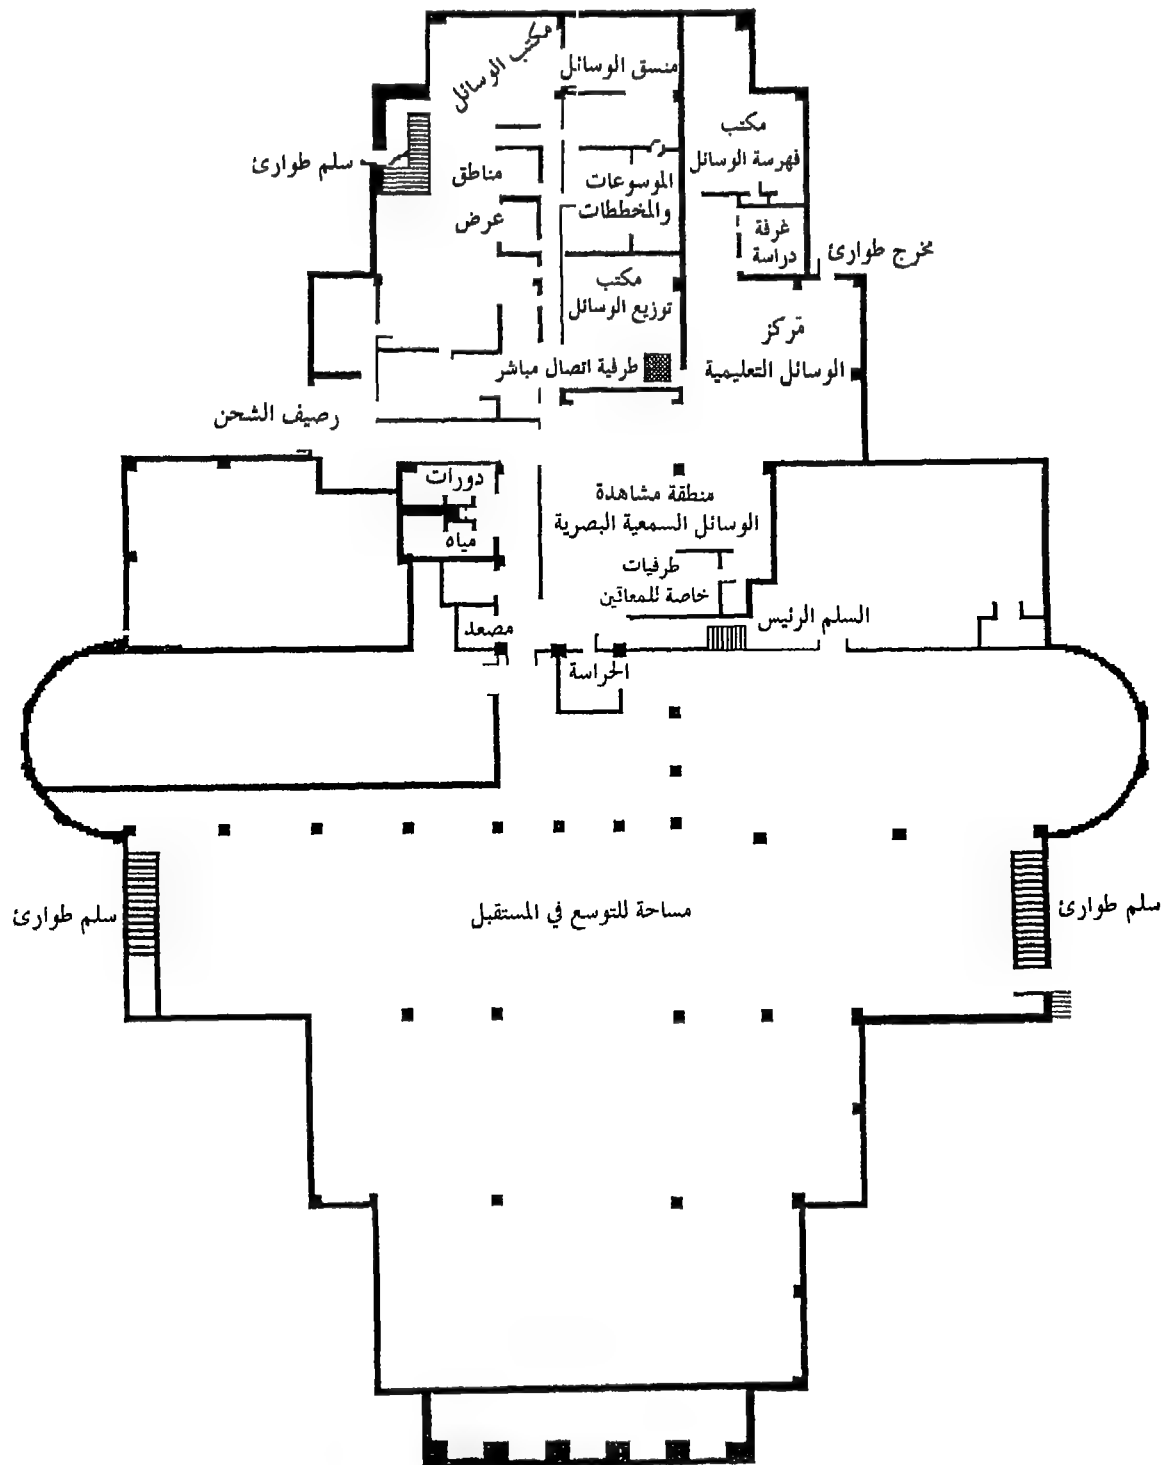 مكتب الوسائل
منسق الوسائل
مكتب
فهرسة الوسائل
سلم طوارئ
مناطق
عرض
الموسوعات
والمخططات
غرفة
دراسة
مخرج طوارئ
مكتب
توزيع الوسائل
مركز
الوسائل التعليمية
طرفية اتصال مباشر
رصيف الشحن
دورات
مياه
منطقة مشاهدة
الوسائل السمعية البصرية
طرفيات
خاصة للمعاقين
السلم الرئيس
مصعد
الحراسة
سلم طوارئ
مساحة للتوسع في المستقبل
سلم طوارئ